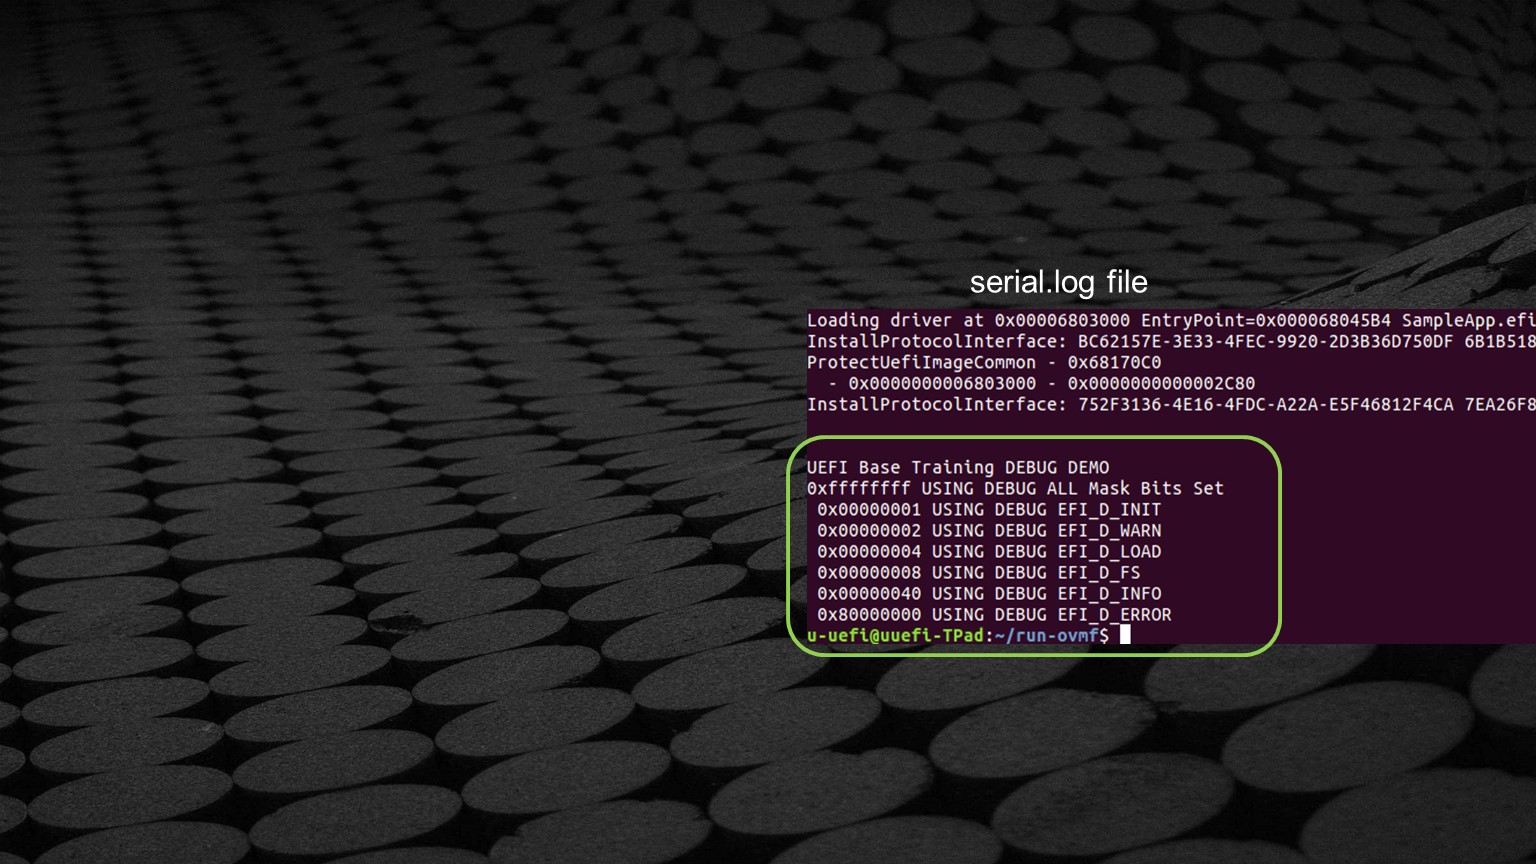 serial.log file
Loading driver at 0x00006803000 EntryPoint=0x000068045B4 SampleApp.efi
InstallProtocolInterface: BC62157E-3E33-4FEC-9920-2D3B36D750DF 6B1B518
ProtectUefiImageCommon - 0x68170C0
  - 0x0000000006803000 - 0x0000000000002C80
InstallProtocolInterface: 752F3136-4E16-4FDC-A22A-E5F46812F4CA 7EA26F8
UEFI Base Training DEBUG DEMO
0xffffffff USING DEBUG ALL Mask Bits Set
 0x00000001 USING DEBUG EFI_D_INIT
 0x00000002 USING DEBUG EFI_D_WARN
 0x00000004 USING DEBUG EFI_D_LOAD
 0x00000008 USING DEBUG EFI_D_FS
 0x00000040 USING DEBUG EFI_D_INFO
 0x80000000 USING DEBUG EFI_D_ERROR
u-uefi@uuefi-TPad:~/run-ovmf$